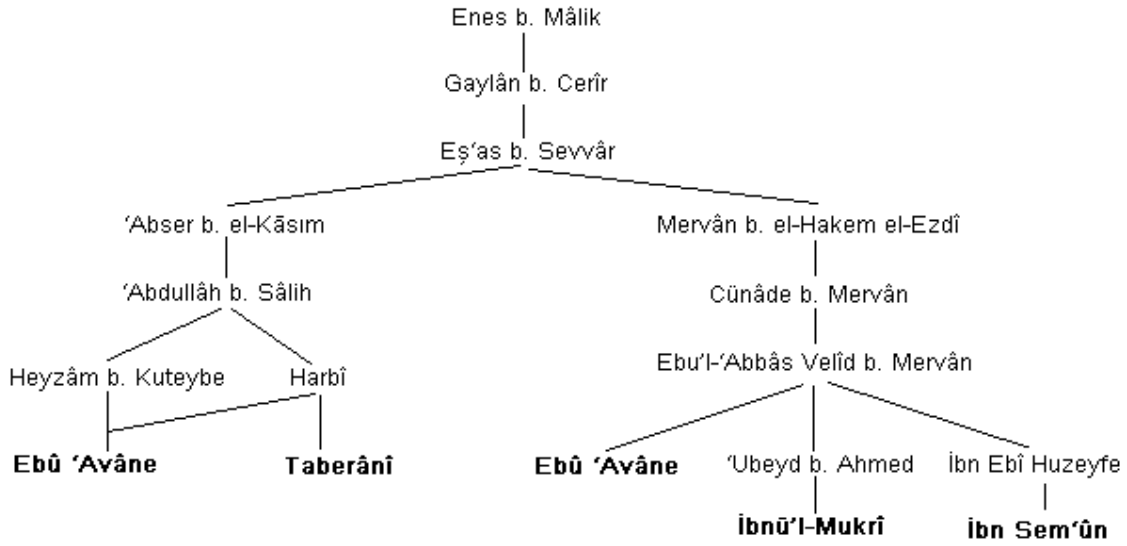 Enes b. Mâlik
Gaylân b. Cerîr
Eş‘as b. Sevvâr
‘Abser b. el-Kāsım
Mervân b. el-Hakem el-Ezdî
‘Abdullâh b. Sâlih
Cünâde b. Mervân
Heyzâm b. Kuteybe
Harbî
Ebu’l-‘Abbâs Velîd b. Mervân
Ebû ‘Avâne
Taberânî
Ebû ‘Avâne
‘Ubeyd b. Ahmed
İbn Ebî Huzeyfe
İbnü’l-Mukrî
İbn Sem‘ûn